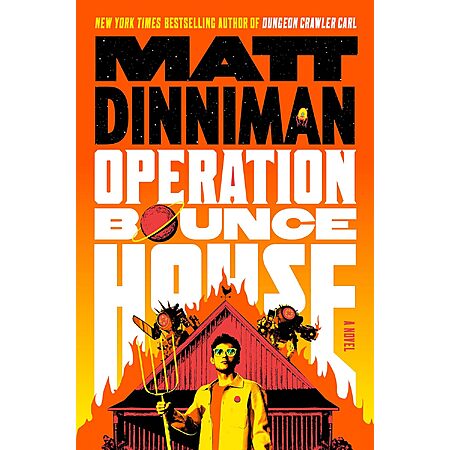 NEW YORK TIMES BESTSELLING AUTHOR OF DUNGEON CRAWLER CARL
MATT
DINNIMAN
OPERATION
BOUNCE
HOUSE
A NOVEL